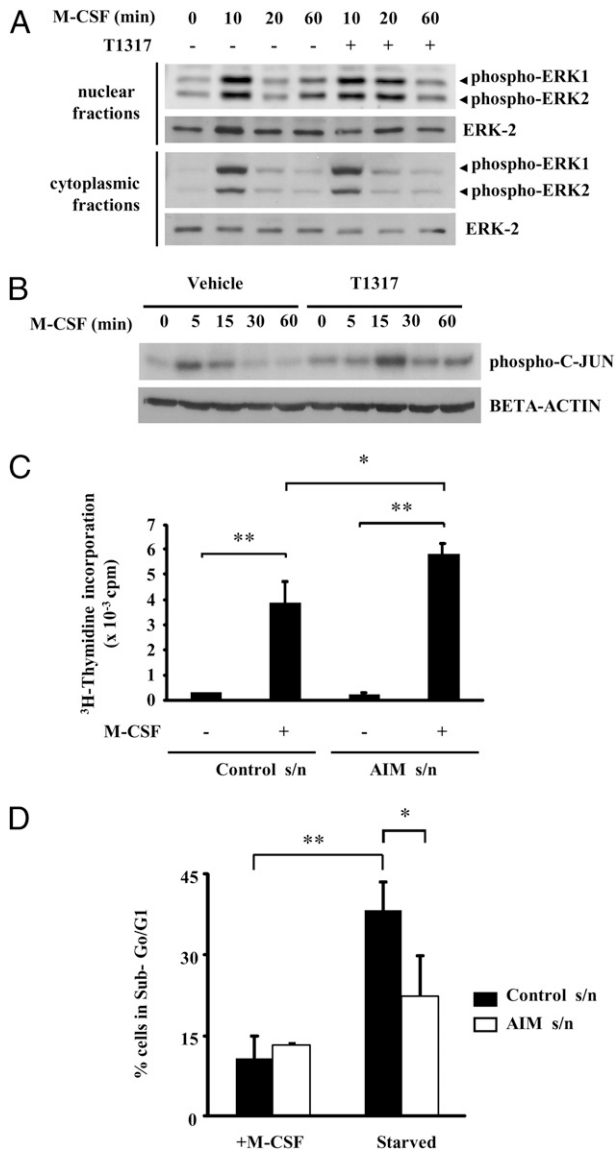 A
M-CSF (min) 0 10 20 60 10 20 60
T1317 - - - - + + +
nuclear fractions
phospho-ERK1
phospho-ERK2
ERK-2
cytoplasmic fractions
phospho-ERK1
phospho-ERK2
ERK-2
B
Vehicle T1317
M-CSF (min) 0 5 15 30 60 0 5 15 30 60
phospho-C-JUN
BETA-ACTIN
C
*
** **
³H-Thymidine incorporation
(x 10⁻³ cpm)
7
6
5
4
3
2
1
0
M-CSF - + - +
Control s/n AIM s/n
D
** *
% cells in Sub- Go/G1
45
30
15
0
Control s/n
AIM s/n
+M-CSF Starved